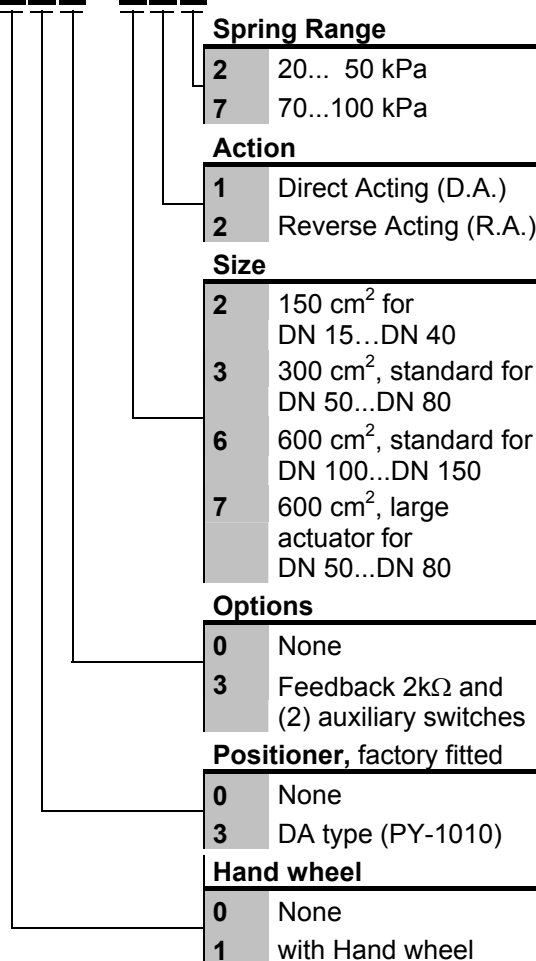 Spring Range
2 20... 50 kPa
7 70...100 kPa
Action
1 Direct Acting (D.A.)
2 Reverse Acting (R.A.)
Size
2 150 cm² for
DN 15…DN 40
3 300 cm², standard for
DN 50...DN 80
6 600 cm², standard for
DN 100...DN 150
7 600 cm², large
actuator for
DN 50...DN 80
Options
0 None
3 Feedback 2kΩ and
(2) auxiliary switches
Positioner, factory fitted
0 None
3 DA type (PY-1010)
Hand wheel
0 None
1 with Hand wheel